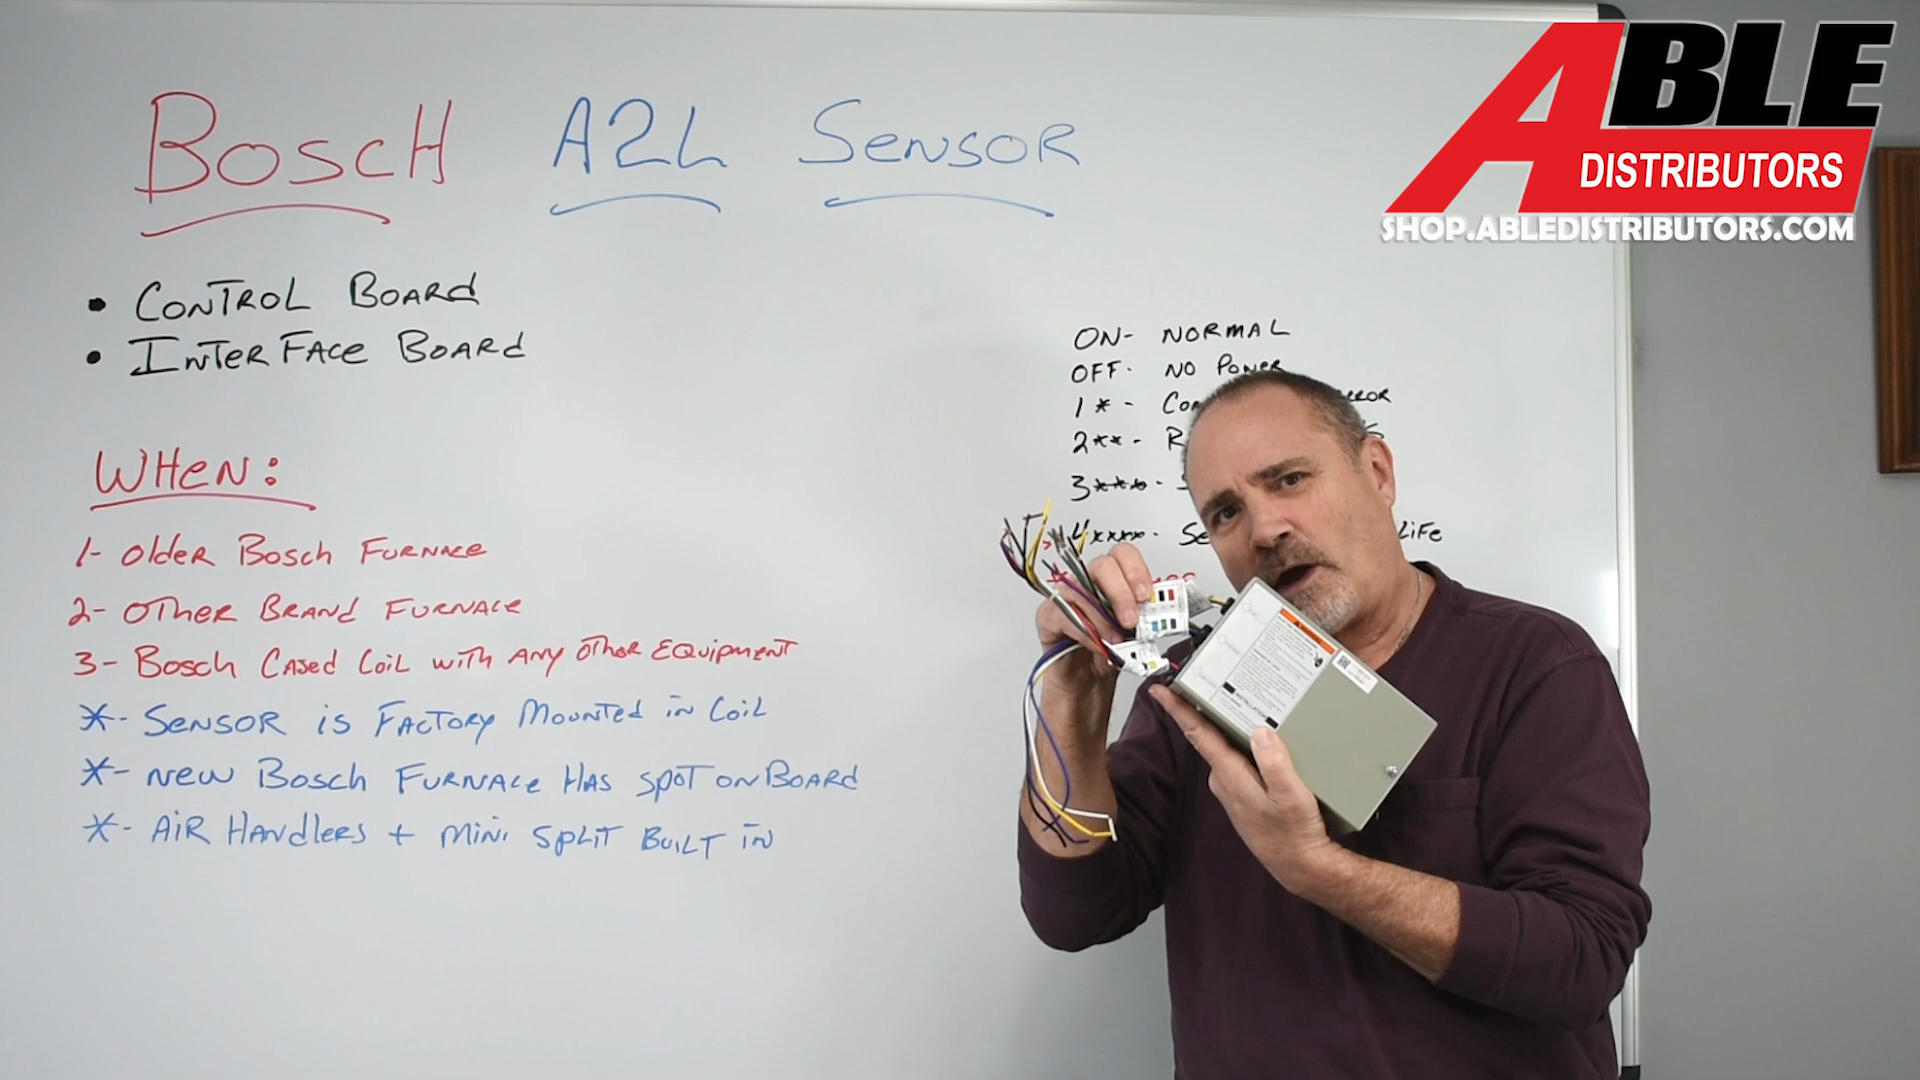 ABLE
DISTRIBUTORS
SHOP.ABLEDISTRIBUTORS.COM
BOSCH A2L SENSOR
• CONTROL BOARD
• INTERFACE BOARD
WHEN:
1- OLDER BOSCH FURNACE
2- OTHER BRAND FURNACE
3- BOSCH CASED COIL WITH ANY OTHER EQUIPMENT
*- SENSOR iS FACTORY MOUNTED iN COIL
*- NEW BOSCH FURNACE HAS SPOT ON BOARD
*- AIR HANDLERS + MINI SPLIT BUILT IN
ON- NORMAL
OFF- NO POWER
1 * -
2** -
3*** -
4**** - LIFE